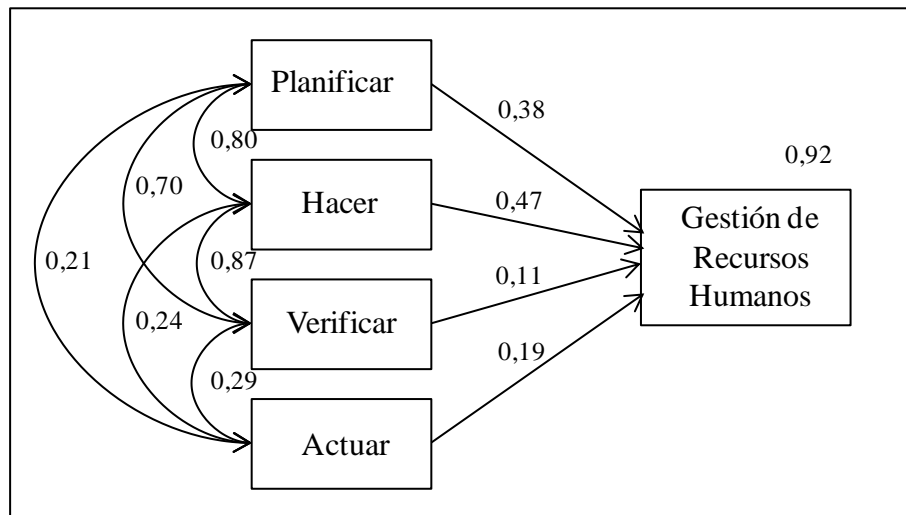 Planificar
0,38
0,80
0,92
0,70
Hacer
0,47
Gestión de
Recursos
Humanos
0,21
0,87
0,11
0,24
Verificar
0,19
0,29
Actuar